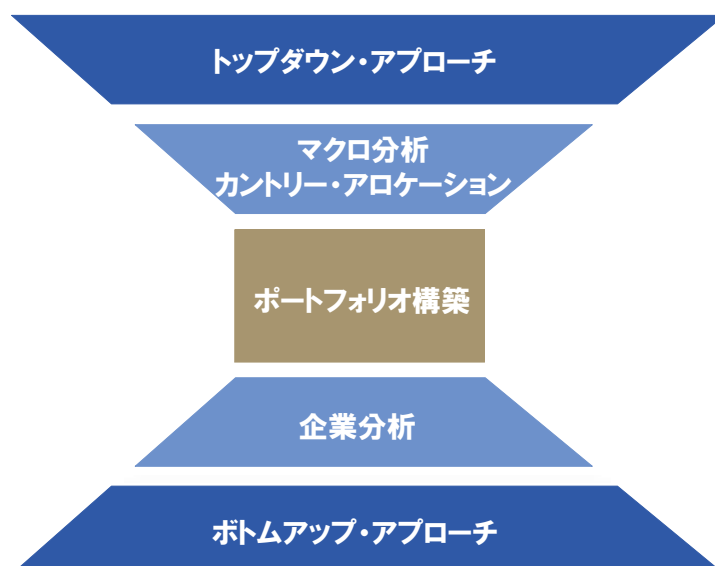 トップダウン・アプローチ
マクロ分析
カントリー・アロケーション
ポートフォリオ構築
企業分析
ボトムアップ・アプローチ